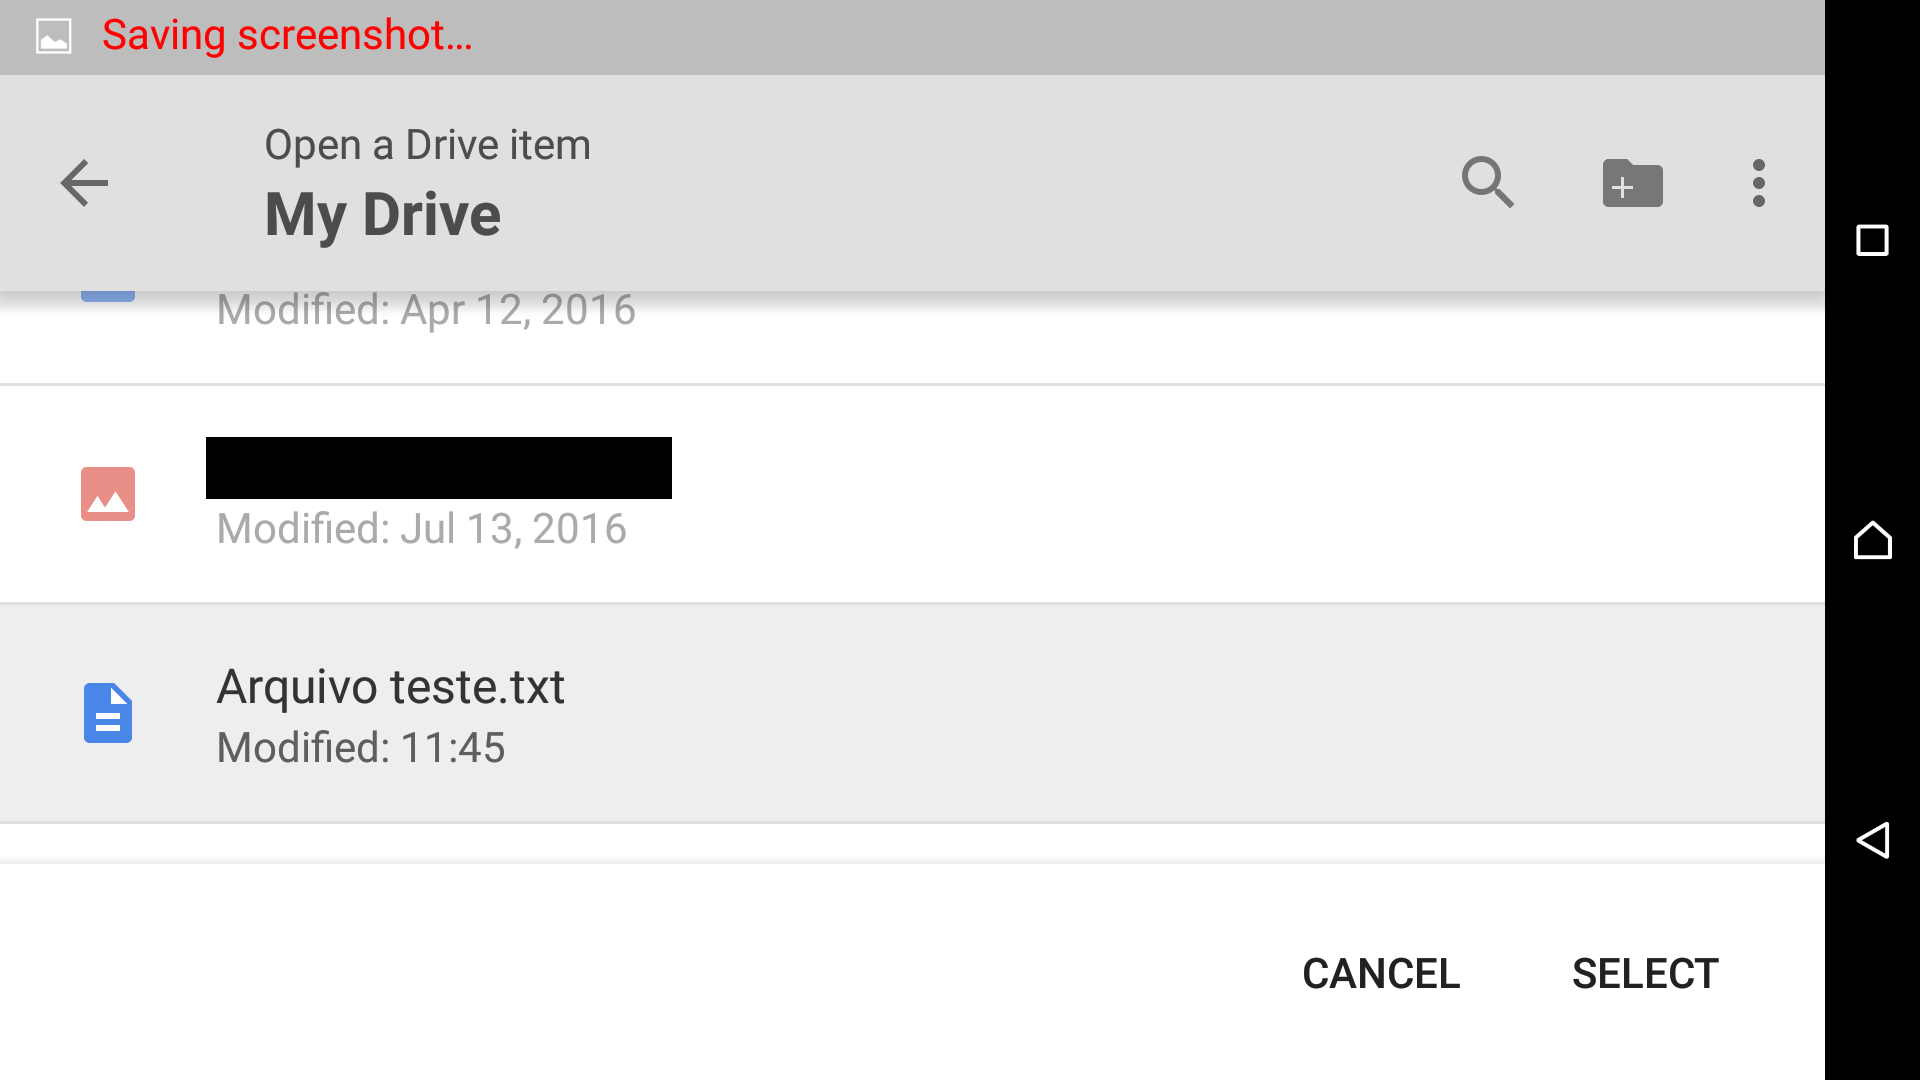 Saving screenshot...
Open a Drive item
My Drive
Modified: Apr 12, 2016
Modified: Jul 13, 2016
Arquivo teste.txt
Modified: 11:45
CANCEL SELECT